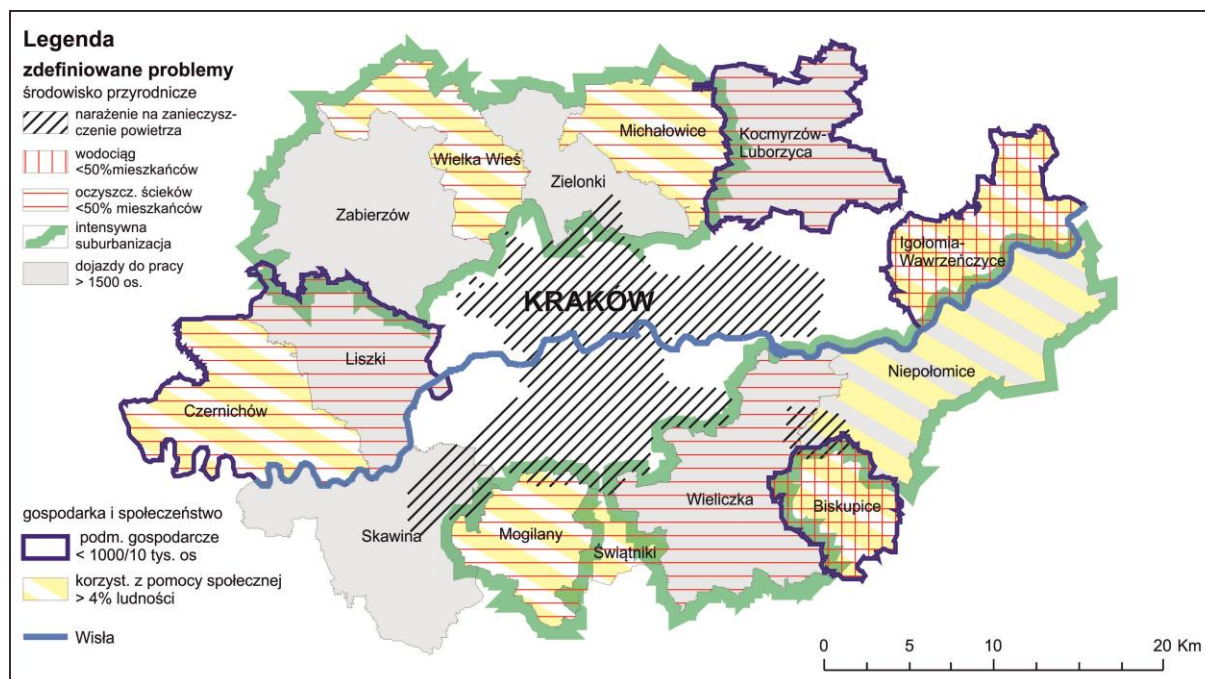 Legenda
zdefiniowane problemy
środowisko przyrodnicze
narażenie na zanieczysz-
czenie powietrza
wodociąg
<50%mieszkańców
oczyszcz. ścieków
<50% mieszkańców
intensywna
suburbanizacja
dojazdy do pracy
> 1500 os.
Michałowice
Kocmyrzów-
Luborzyca
Wielka Wieś
Zielonki
Zabierzów
Igołomia-
Wawrzeńczyce
KRAKÓW
Liszki
Niepołomice
Czernichów
Wieliczka
Biskupice
Skawina
Mogilany
Świątniki
gospodarka i społeczeństwo
podm. gospodarcze
< 1000/10 tys. os
korzyst. z pomocy społecznej
> 4% ludności
Wisła
0 5 10 20 Km